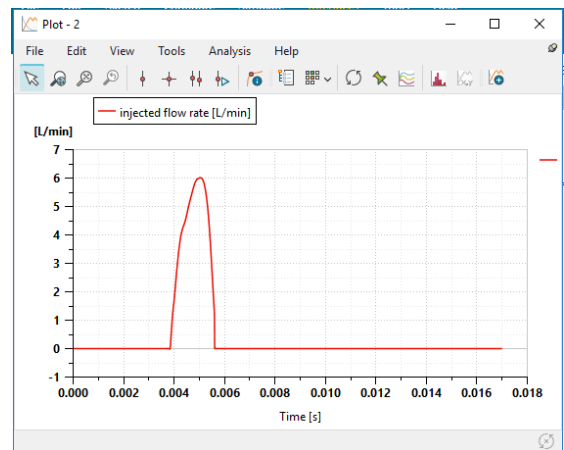 Plot - 2
File Edit View Tools Analysis Help
injected flow rate [L/min]
[L/min]
7
6
5
4
3
2
1
0
-1
0.000 0.002 0.004 0.006 0.008 0.010 0.012 0.014 0.016 0.018
Time [s]